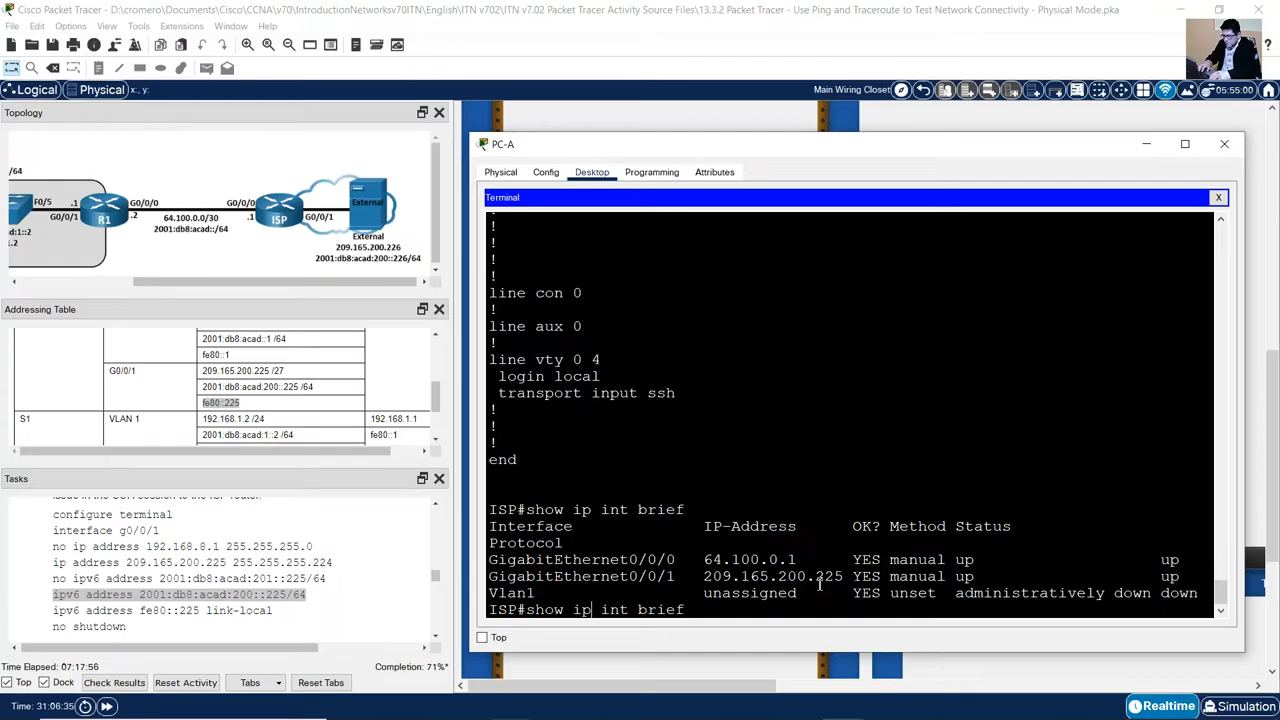 Cisco Packet Tracer - D:\cromero\Documents\Cisco\CCNA\v70\IntroductionNetworksv70ITN\English\ITN v702\ITN v7.02 Packet Tracer Activity Source Files\13.3.2 Packet Tracer - Use Ping and Traceroute to Test Network Connectivity - Physical Mode.pka
File Edit Options View Tools Extensions Window Help
Logical Physical x: y: Main Wiring Closet 05:55:00
Topology
/64
F0/5
.1
G0/0/1
R1
G0/0/0
.2
64.100.0.0/30
2001:db8:acad::/64
G0/0/0
.1
ISP
G0/0/1
External
External
209.165.200.226
2001:db8:acad:200::226/64
d:1::2
1.2
Addressing Table
2001:db8:acad::1 /64
fe80::1
G0/0/1 209.165.200.225 /27
2001:db8:acad:200::225 /64
fe80::225
S1 VLAN 1 192.168.1.2 /24 192.168.1.1
2001:db8:acad:1::2 /64 fe80::1
Tasks
configure terminal
interface g0/0/1
no ip address 192.168.8.1 255.255.255.0
ip address 209.165.200.225 255.255.255.224
no ipv6 address 2001:db8:acad:201::225/64
ipv6 address 2001:db8:acad:200::225/64
ipv6 address fe80::225 link-local
no shutdown
Time Elapsed: 07:17:56 Completion: 71%
Top Dock Check Results Reset Activity Tabs Reset Tabs
Time: 31:06:35 Realtime Simulation
PC-A
Physical Config Desktop Programming Attributes
Terminal X
!
!
!
!
line con 0
!
line aux 0
!
line vty 0 4
login local
transport input ssh
!
!
!
end
ISP#show ip int brief
Interface IP-Address OK? Method Status
Protocol
GigabitEthernet0/0/0 64.100.0.1 YES manual up up
GigabitEthernet0/0/1 209.165.200.225 YES manual up up
Vlan1 unassigned YES unset administratively down down
ISP#show ip int brief
Top